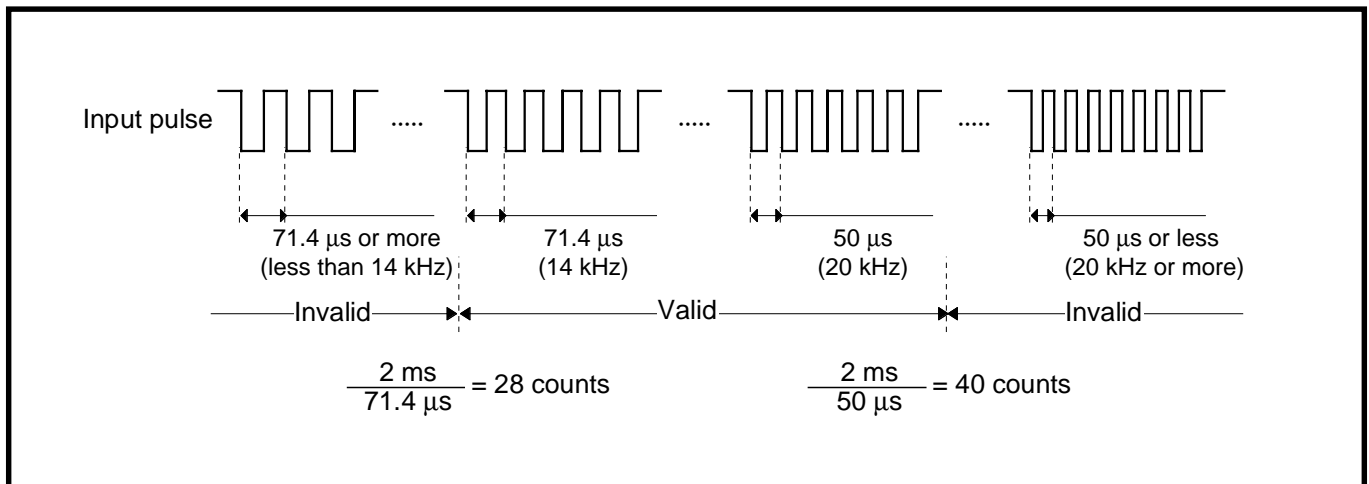 Input pulse
.....
.....
.....
71.4 µs or more
(less than 14 kHz)
71.4 µs
(14 kHz)
50 µs
(20 kHz)
50 µs or less
(20 kHz or more)
Invalid
Valid
Invalid
2 ms
71.4 µs
= 28 counts
2 ms
50 µs
= 40 counts